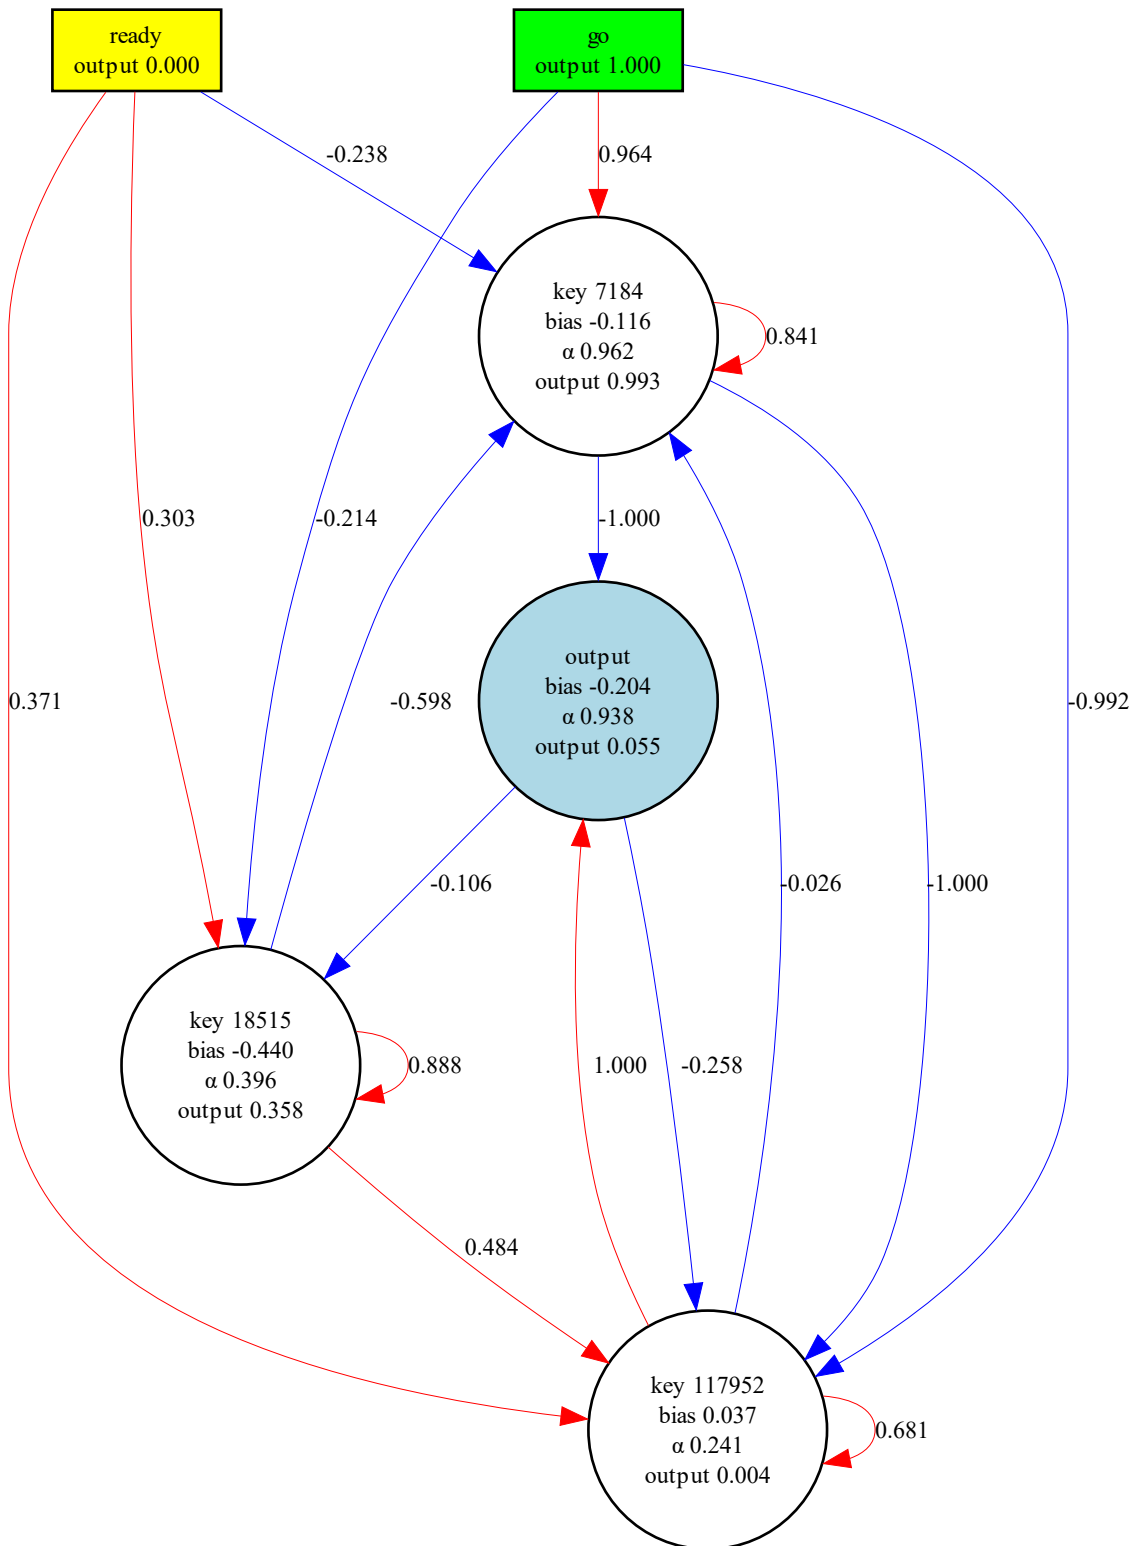 ready
output 0.000
go
output 1.000
-0.238
0.964
key 7184
bias -0.116
α 0.962
output 0.993
0.841
0.303
-0.214
-1.000
output
bias -0.204
α 0.938
output 0.055
0.371
-0.598
-0.992
-0.106
-0.026
-1.000
key 18515
bias -0.440
α 0.396
output 0.358
0.888
1.000
-0.258
0.484
key 117952
bias 0.037
α 0.241
output 0.004
0.681